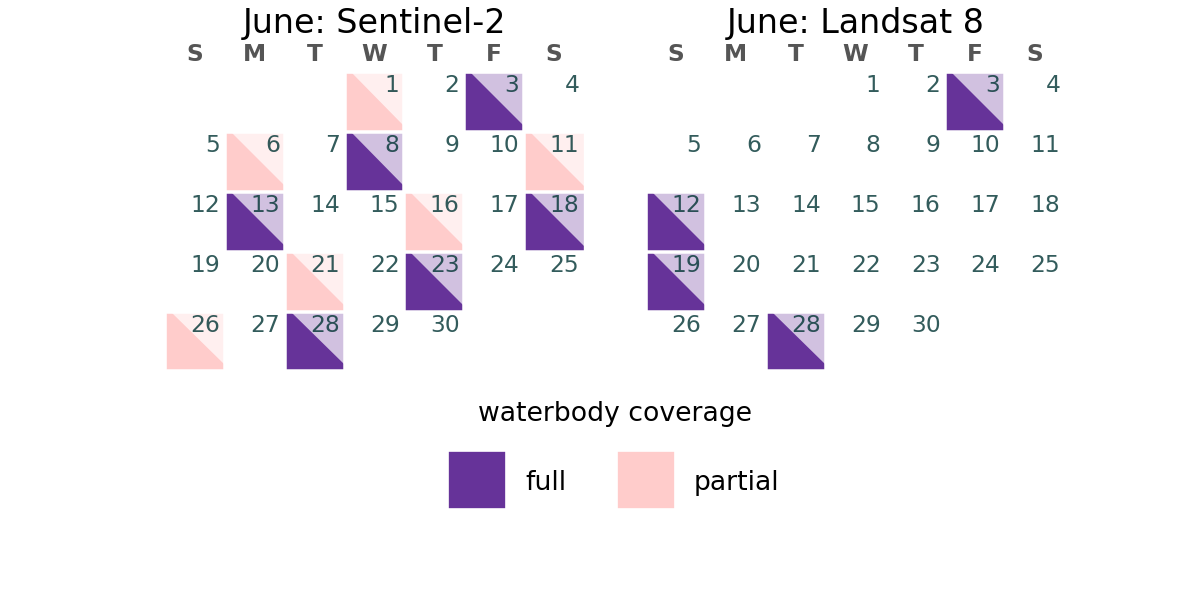 June: Sentinel-2
S M T W T F S
1 2 3 4
5 6 7 8 9 10 11
12 13 14 15 16 17 18
19 20 21 22 23 24 25
26 27 28 29 30
June: Landsat 8
S M T W T F S
1 2 3 4
5 6 7 8 9 10 11
12 13 14 15 16 17 18
19 20 21 22 23 24 25
26 27 28 29 30
waterbody coverage
full
partial